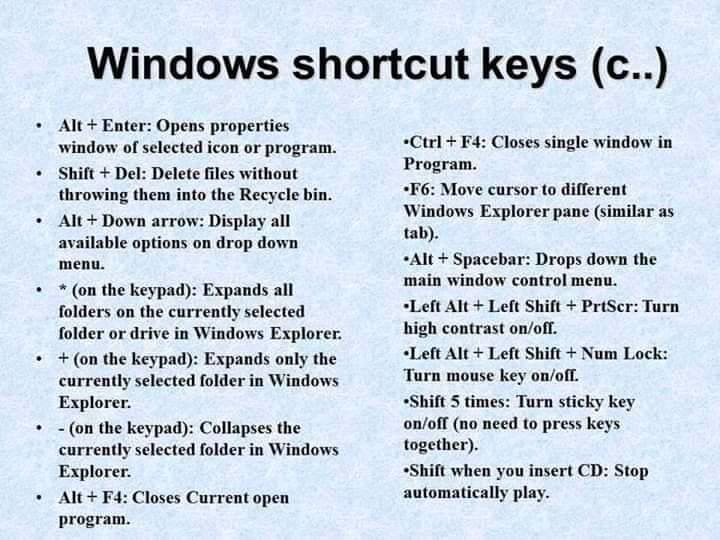 Windows shortcut keys (c..)
• Alt + Enter: Opens properties
window of selected icon or program.
• Shift + Del: Delete files without
throwing them into the Recycle bin.
• Alt + Down arrow: Display all
available options on drop down
menu.
• * (on the keypad): Expands all
folders on the currently selected
folder or drive in Windows Explorer.
• + (on the keypad): Expands only the
currently selected folder in Windows
Explorer.
• - (on the keypad): Collapses the
currently selected folder in Windows
Explorer.
• Alt + F4: Closes Current open
program.
•Ctrl + F4: Closes single window in
Program.
•F6: Move cursor to different
Windows Explorer pane (similar as
tab).
•Alt + Spacebar: Drops down the
main window control menu.
•Left Alt + Left Shift + PrtScr: Turn
high contrast on/off.
•Left Alt + Left Shift + Num Lock:
Turn mouse key on/off.
•Shift 5 times: Turn sticky key
on/off (no need to press keys
together).
•Shift when you insert CD: Stop
automatically play.